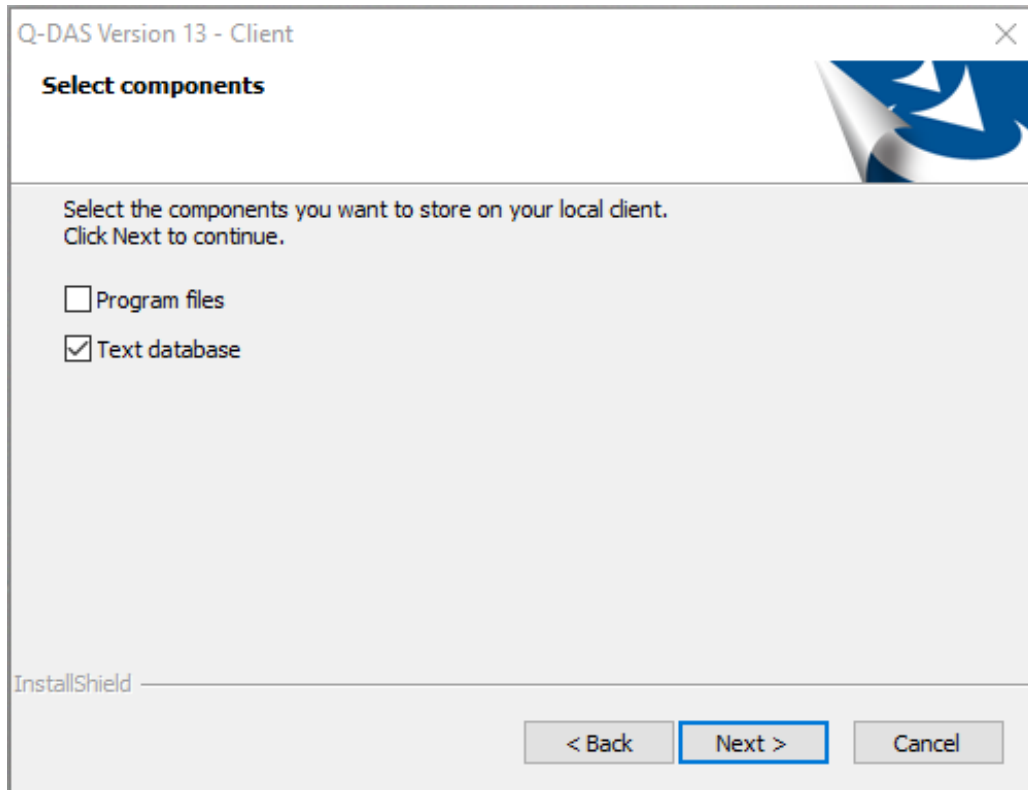 Q-DAS Version 13 - Client
Select components
Select the components you want to store on your local client.
Click Next to continue.
Program files
Text database
InstallShield
< Back Next > Cancel